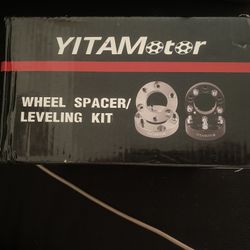 YITAMotor
WHEEL SPACER/
LEVELING KIT